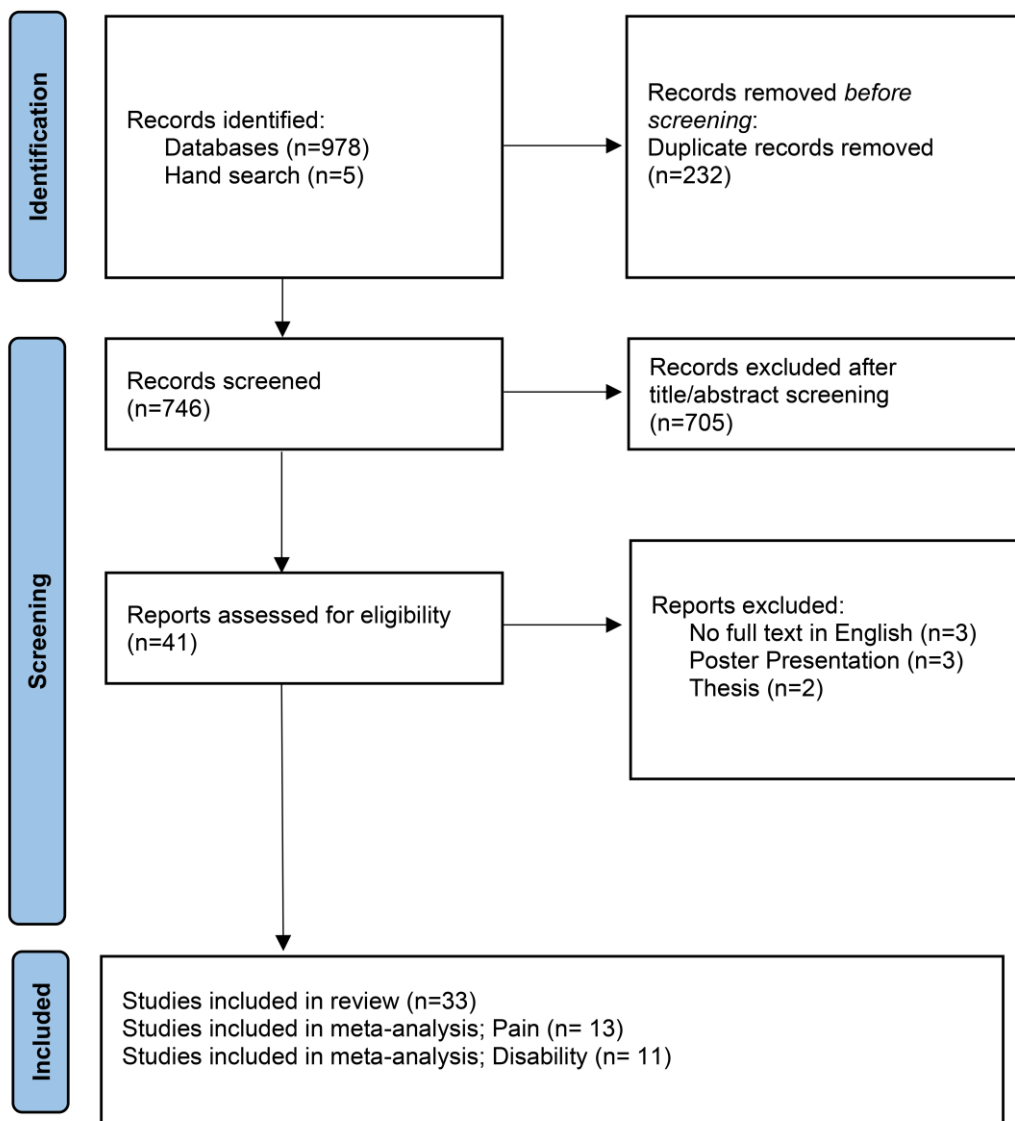 Identification
Records identified:
Databases (n=978)
Hand search (n=5)
Records removed before
screening:
Duplicate records removed
(n=232)
Screening
Records screened
(n=746)
Records excluded after
title/abstract screening
(n=705)
Reports assessed for eligibility
(n=41)
Reports excluded:
No full text in English (n=3)
Poster Presentation (n=3)
Thesis (n=2)
Included
Studies included in review (n=33)
Studies included in meta-analysis; Pain (n= 13)
Studies included in meta-analysis; Disability (n= 11)